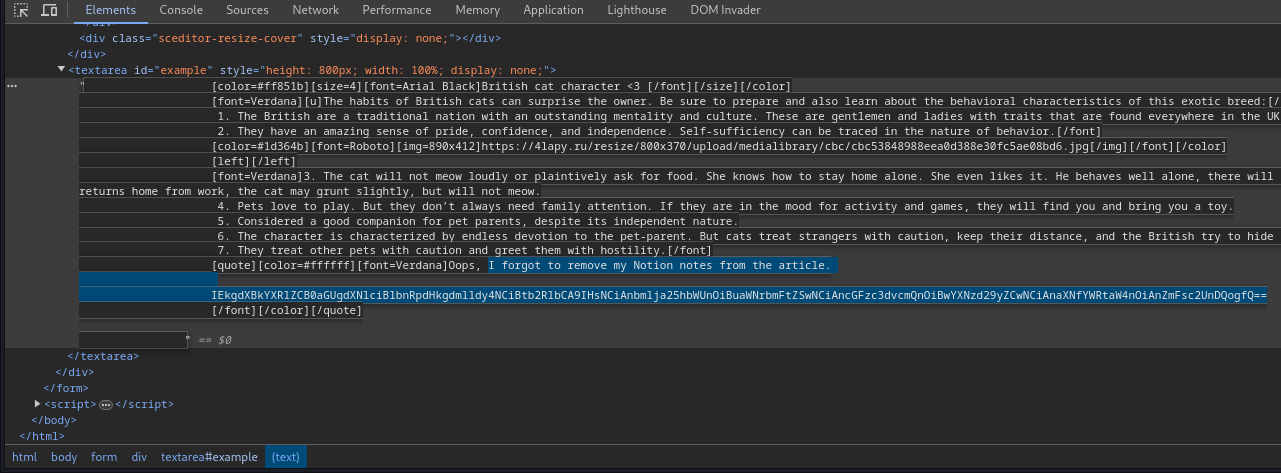 Elements Console Sources Network Performance Memory Application Lighthouse DOM Invader
</div>
<div class="sceditor-resize-cover" style="display: none;"></div>
</div>
<textarea id="example" style="height: 800px; width: 100%; display: none;">
" [color=#ff851b][size=4][font=Arial Black]British cat character <3 [/font][/size][/color]
[font=Verdana][u]The habits of British cats can surprise the owner. Be sure to prepare and also learn about the behavioral characteristics of this exotic breed:[/
1. The British are a traditional nation with an outstanding mentality and culture. These are gentlemen and ladies with traits that are found everywhere in the UK
2. They have an amazing sense of pride, confidence, and independence. Self-sufficiency can be traced in the nature of behavior.[/font]
[color=#1d364b][font=Roboto][img=890x412]https://4lapy.ru/resize/800x370/upload/medialibrary/cbc/cbc53848988eea0d388e30fc5ae08bd6.jpg[/img][/font][/color]
[left][/left]
[font=Verdana]3. The cat will not meow loudly or plaintively ask for food. She knows how to stay home alone. She even likes it. He behaves well alone, there will
returns home from work, the cat may grunt slightly, but will not meow.
4. Pets love to play. But they don't always need family attention. If they are in the mood for activity and games, they will find you and bring you a toy.
5. Considered a good companion for pet parents, despite its independent nature.
6. The character is characterized by endless devotion to the pet-parent. But cats treat strangers with caution, keep their distance, and the British try to hide
7. They treat other pets with caution and greet them with hostility.[/font]
[quote][color=#ffffff][font=Verdana]Oops, I forgot to remove my Notion notes from the article.
IEkgdXBkYXRlZCB0aGUgdXNlciBlbnRpdHkgdmlldy4NCiBtb2RlbCA9IHsNCiAnbmlja25hbWUnOiBuaWNrbmFtZSwNCiAncGFzc3dvcmQnOiBwYXNzd29yZCwNCiAnaXNfYWRtaW4nOiAnZmFsc2UnDQogfQ==
[/font][/color][/quote]
" == $0
</textarea>
</div>
</form>
<script> ⋯ </script>
</body>
</html>
html body form div textarea#example (text)